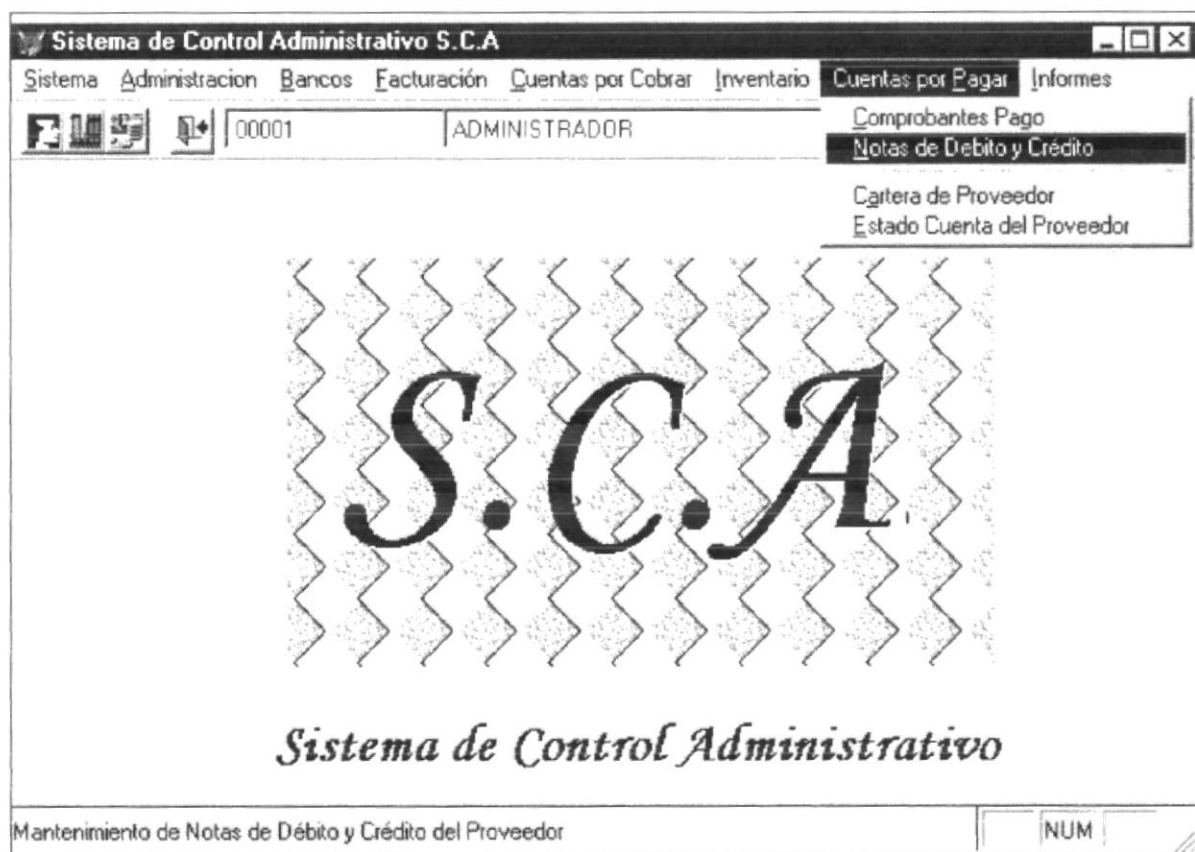 Sistema de Control Administrativo S.C.A
Sistema Administracion Bancos Facturación Cuentas por Cobrar Inventario Cuentas por Pagar Informes
00001 ADMINISTRADOR
Comprobantes Pago
Notas de Debito y Crédito
Cartera de Proveedor
Estado Cuenta del Proveedor
S.C.A
Sistema de Control Administrativo
Mantenimiento de Notas de Débito y Crédito del Proveedor NUM